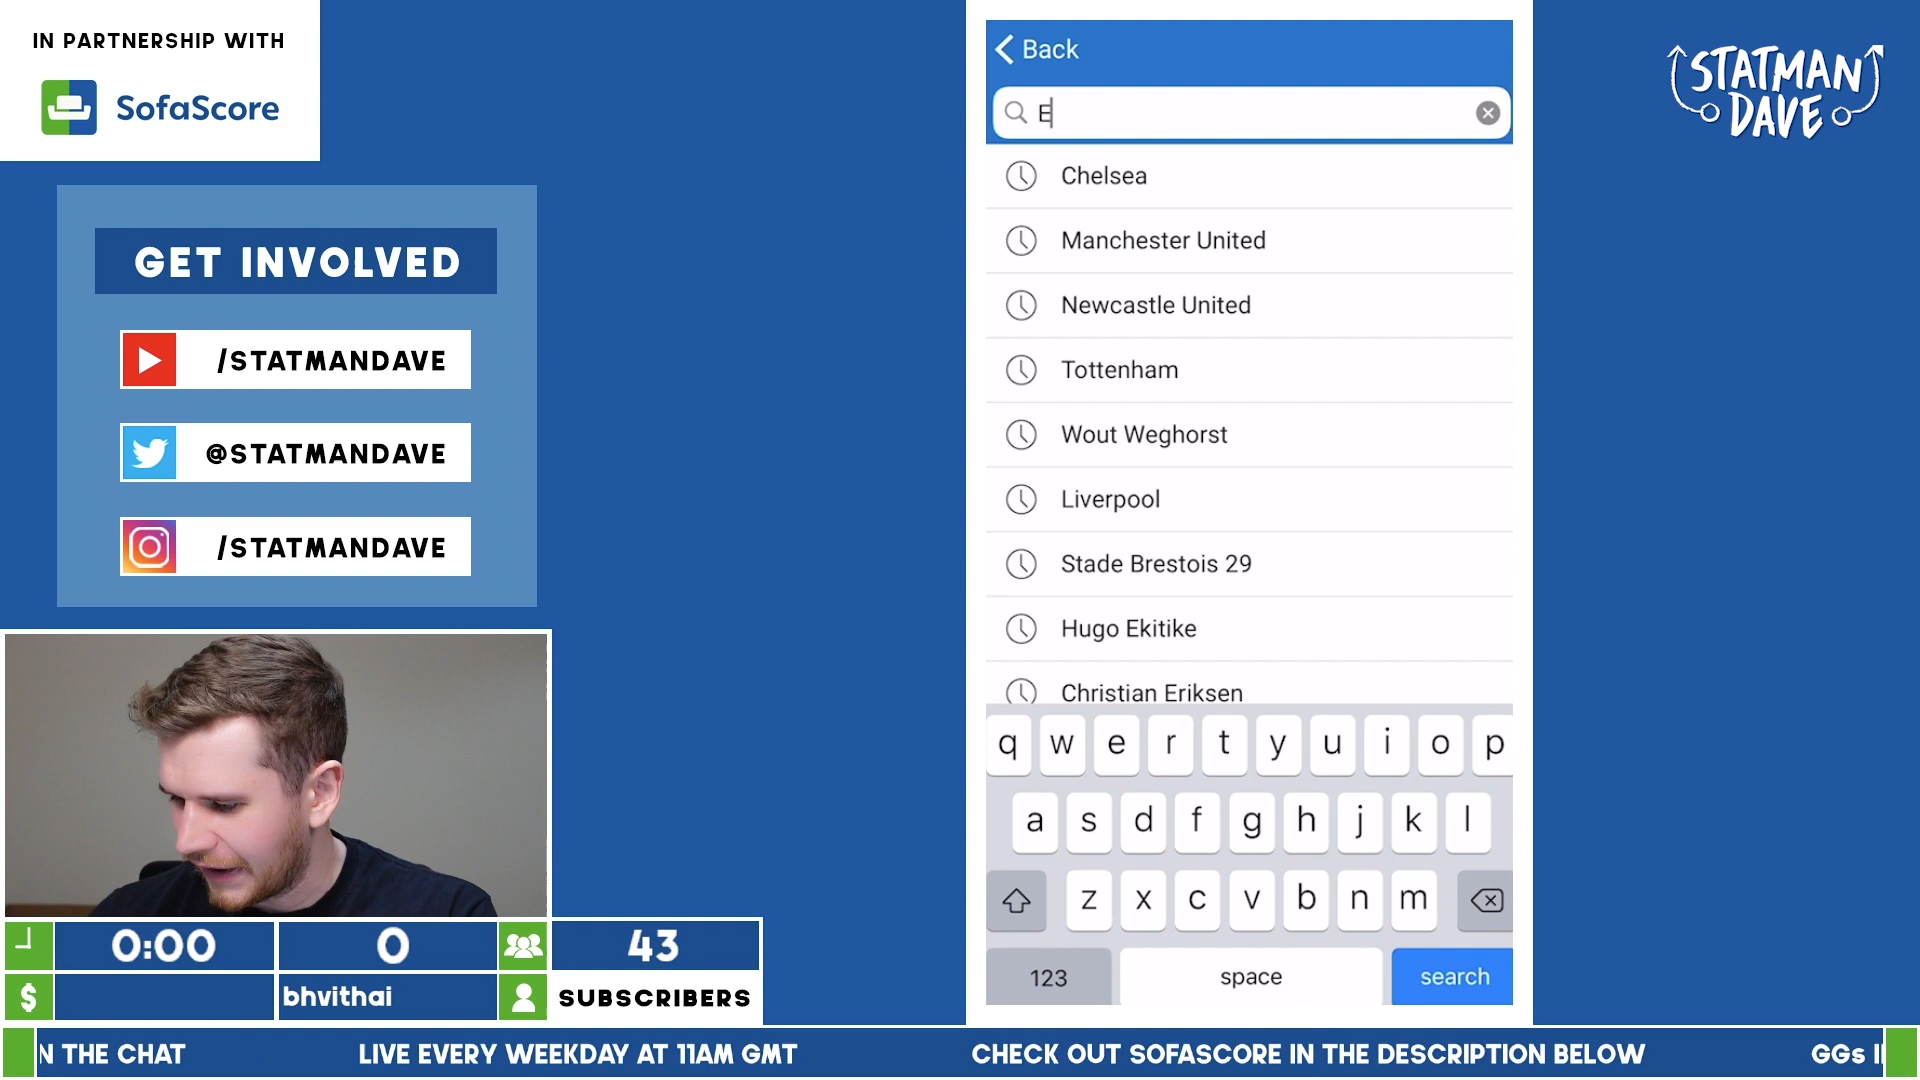 IN PARTNERSHIP WITH
SofaScore
GET INVOLVED
/STATMANDAVE
@STATMANDAVE
/STATMANDAVE
Back
E
Chelsea
Manchester United
Newcastle United
Tottenham
Wout Weghorst
Liverpool
Stade Brestois 29
Hugo Ekitike
Christian Eriksen
q w e r t y u i o p
a s d f g h j k l
z x c v b n m
123 space search
STATMAN
DAVE
0:00 0 43
$ bhvithai SUBSCRIBERS
N THE CHAT LIVE EVERY WEEKDAY AT 11AM GMT CHECK OUT SOFASCORE IN THE DESCRIPTION BELOW GGs